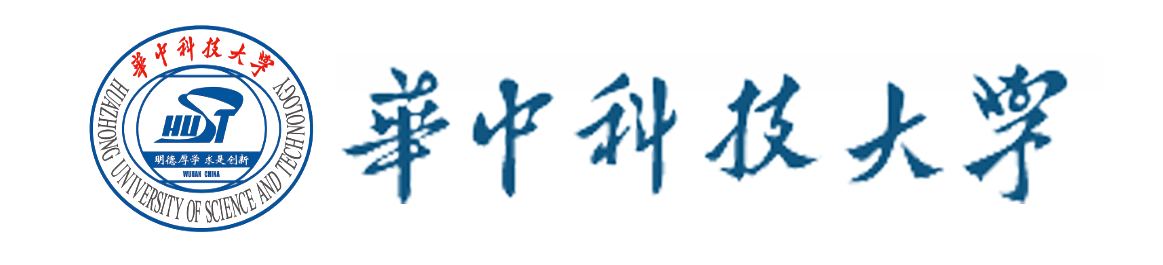 華中科技大学
HUST
明德厚学 求是创新
WUHAN CHINA
HUAZHONG UNIVERSITY OF SCIENCE AND TECHNOLOGY
華中科技大学